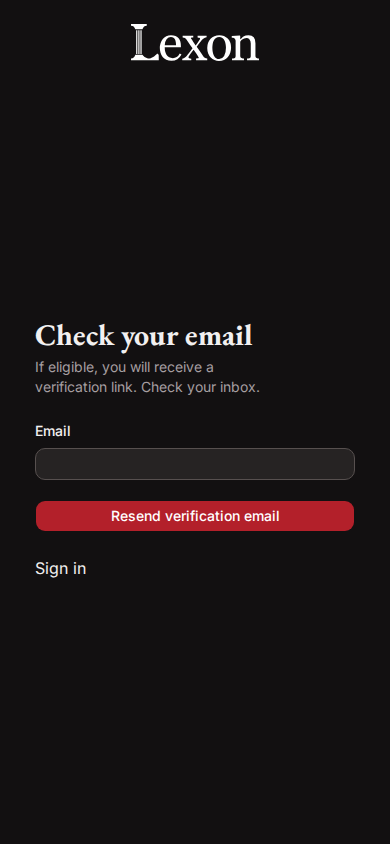 Lexon
Check your email
If eligible, you will receive a
verification link. Check your inbox.
Email
Resend verification email
Sign in